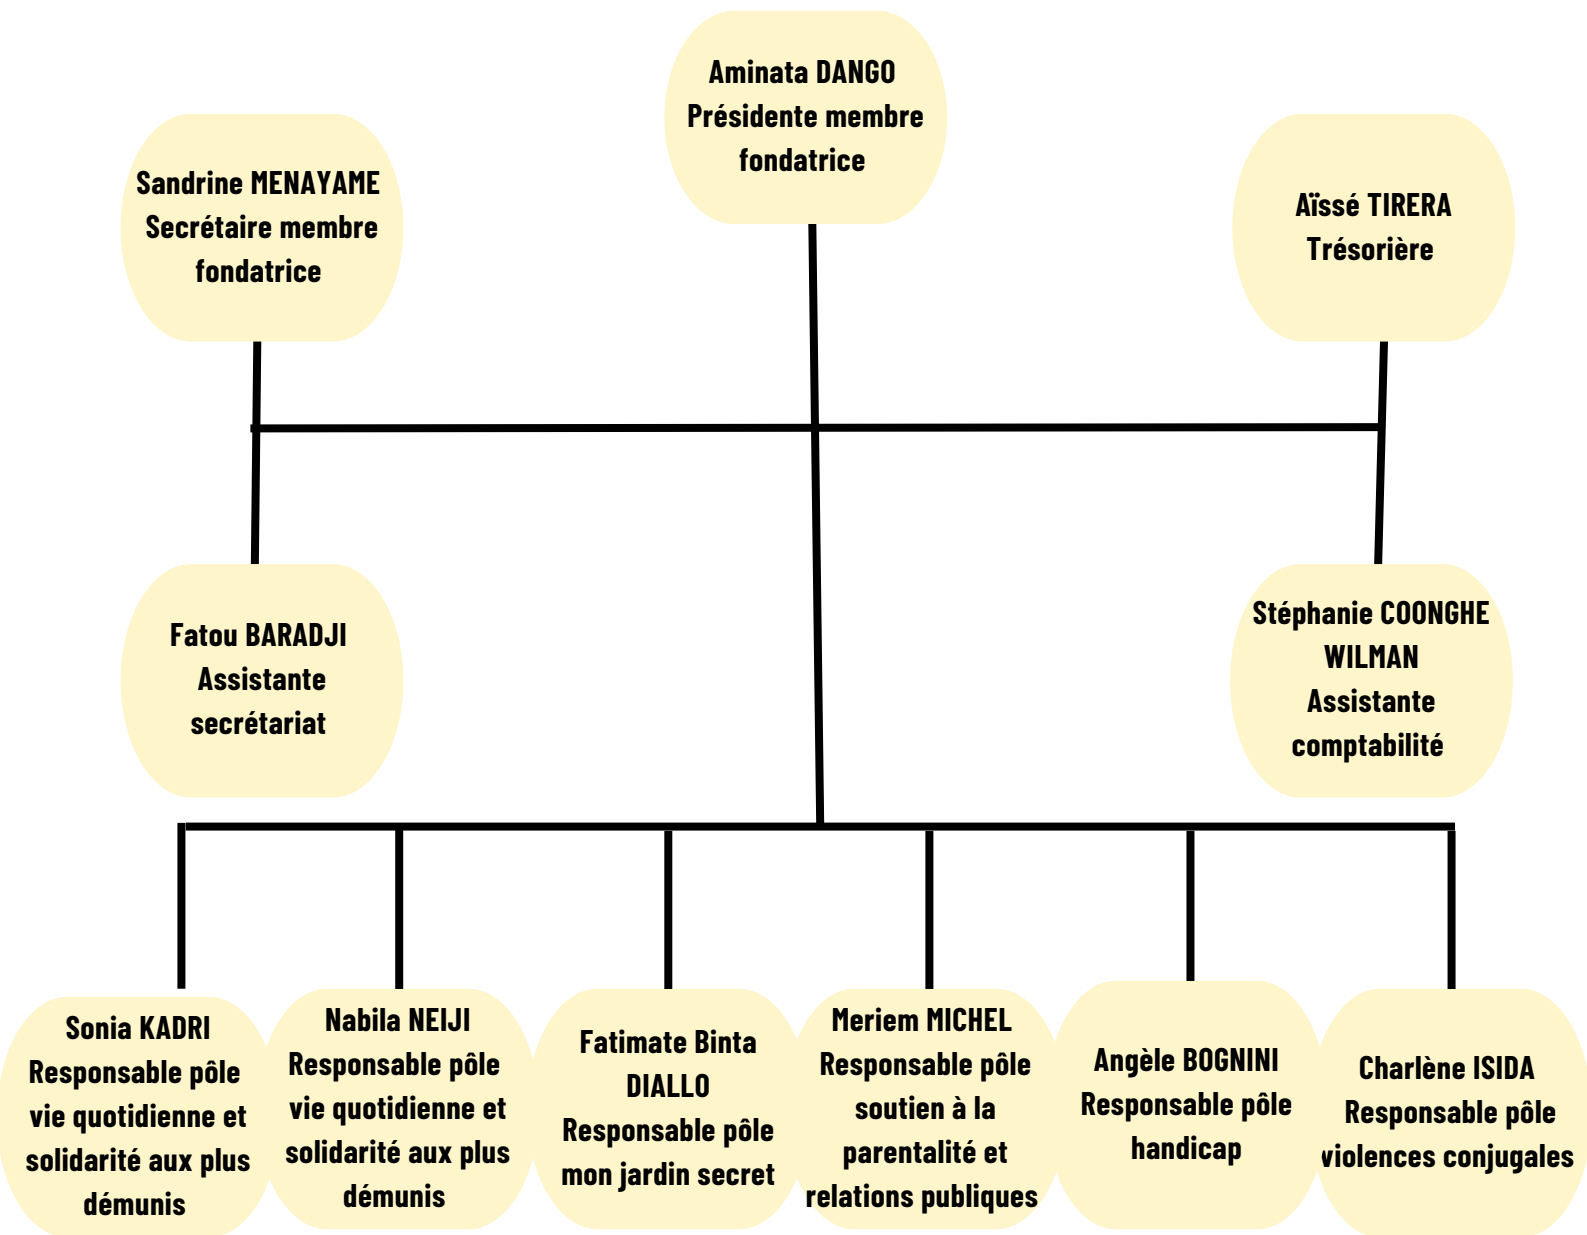 Aminata DANGO
Présidente membre
fondatrice
Sandrine MENAYAME
Secrétaire membre
fondatrice
Aïssé TIRERA
Trésorière
Fatou BARADJI
Assistante
secrétariat
Stéphanie COONGHE
WILMAN
Assistante
comptabilité
Sonia KADRI
Responsable pôle
vie quotidienne et
solidarité aux plus
démunis
Nabila NEIJI
Responsable pôle
vie quotidienne et
solidarité aux plus
démunis
Fatimate Binta
DIALLO
Responsable pôle
mon jardin secret
Meriem MICHEL
Responsable pôle
soutien à la
parentalité et
relations publiques
Angèle BOGNINI
Responsable pôle
handicap
Charlène ISIDA
Responsable pôle
violences conjugales